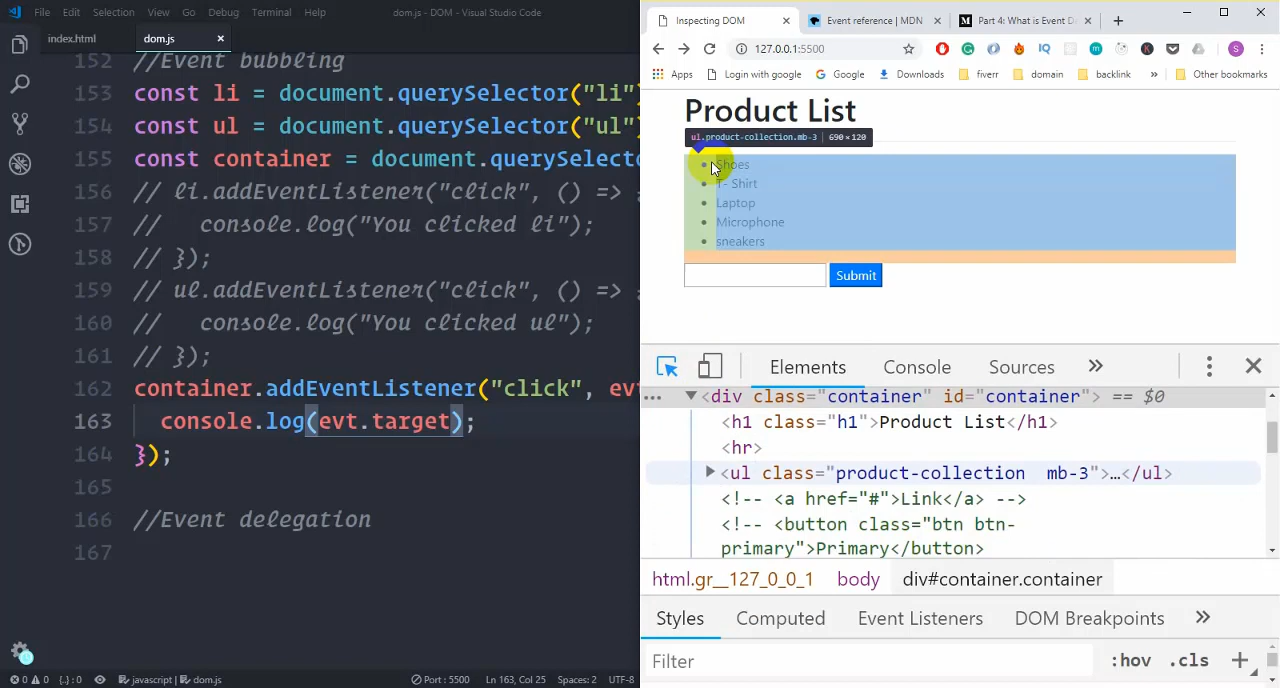 File Edit Selection View Go Debug Terminal Help dom.js - DOM - Visual Studio Code
index.html dom.js
152 //Event bubbling
153 const li = document.querySelector("li")
154 const ul = document.querySelector("ul")
155 const container = document.querySelecto
156 // li.addEventListener("click", () =>
157 //   console.log("You clicked li");
158 // });
159 // ul.addEventListener("click", () =>
160 //   console.log("You clicked ul");
161 // });
162 container.addEventListener("click", evt
163   console.log(evt.target);
164 });
165
166 //Event delegation
167
0 0 {..} : 0 javascript | dom.js Port : 5500 Ln 163, Col 25 Spaces: 2 UTF-8
Inspecting DOM Event reference | MDN Part 4: What is Event D
127.0.0.1:5500
Apps Login with google Google Downloads fiverr domain backlink » Other bookmarks
Product List
ul.product-collection.mb-3 | 690×120
Shoes
T- Shirt
Laptop
Microphone
sneakers
Submit
Elements Console Sources »
<div class="container" id="container"> == $0
<h1 class="h1">Product List</h1>
<hr>
<ul class="product-collection  mb-3">…</ul>
<!-- <a href="#">Link</a> -->
<!-- <button class="btn btn-
primary">Primary</button>
html.gr__127_0_0_1 body div#container.container
Styles Computed Event Listeners DOM Breakpoints »
Filter :hov .cls +